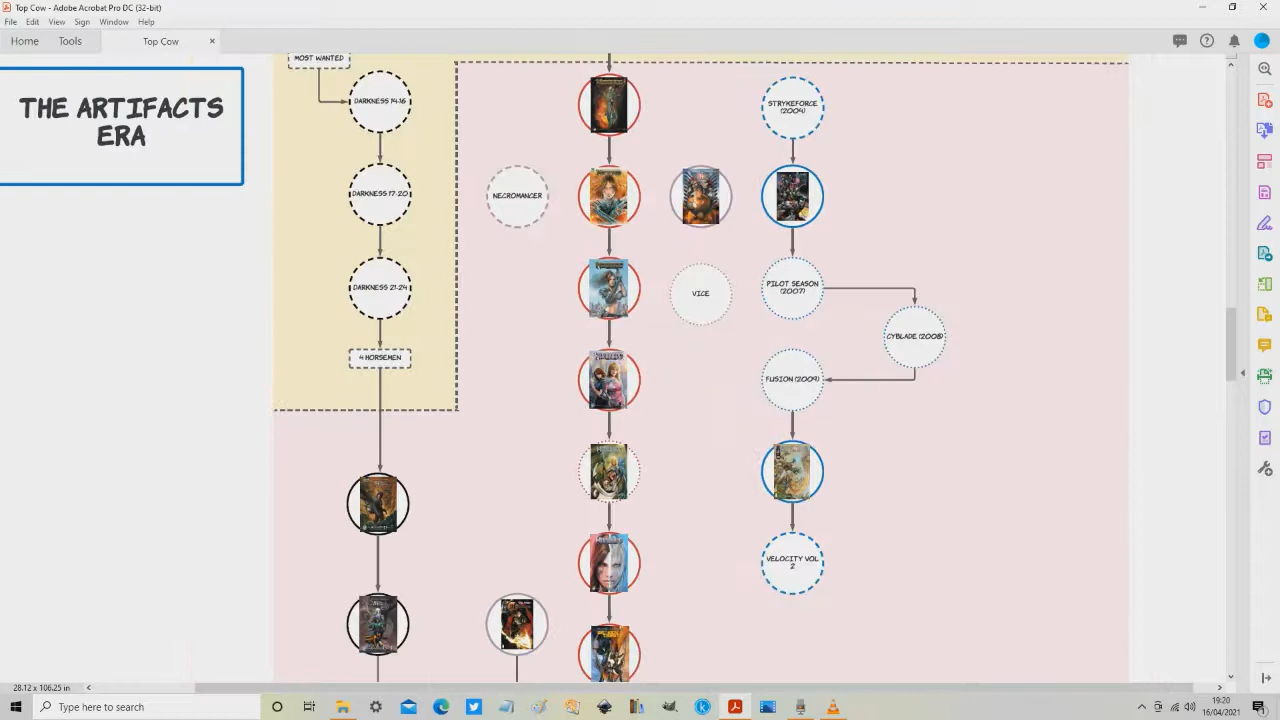 Top Cow - Adobe Acrobat Pro DC (32-bit)
File Edit View Sign Window Help
Home Tools Top Cow
MOST WANTED
THE ARTIFACTS
ERA
DARKNESS 14-16
STRYKEFORCE
(2004)
DARKNESS 17-20
NECROMANCER
DARKNESS 21-24
VICE
PILOT SEASON
(2007)
CYBLADE (2008)
4 HORSEMEN
FUSION (2009)
VELOCITY VOL
2
28.12 x 106.25 in
Type here to search
19:20
16/04/2021